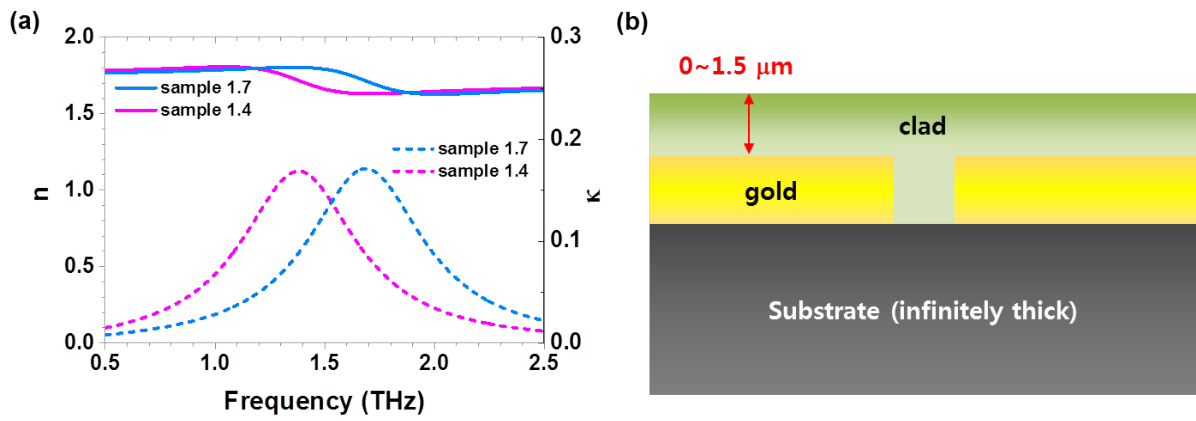 (a)
2.0
1.5
1.0
0.5
0.0
n
sample 1.7
sample 1.4
sample 1.7
sample 1.4
0.3
0.2
0.1
0.0
κ
0.5
1.0
1.5
2.0
2.5
Frequency (THz)
(b)
0~1.5 μm
clad
gold
Substrate (infinitely thick)